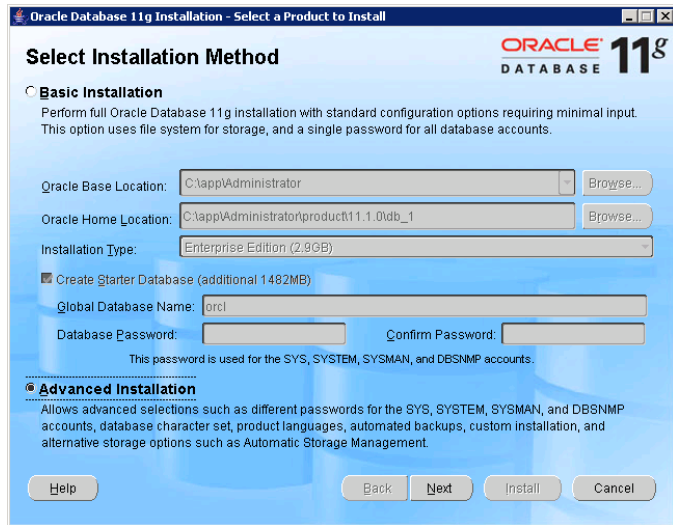 Oracle Database 11g Installation - Select a Product to Install
Select Installation Method
ORACLE 11g
DATABASE
Basic Installation
Perform full Oracle Database 11g installation with standard configuration options requiring minimal input.
This option uses file system for storage, and a single password for all database accounts.
Oracle Base Location: C:\app\Administrator Browse...
Oracle Home Location: C:\app\Administrator\product\11.1.0\db_1 Browse...
Installation Type: Enterprise Edition (2.9GB)
Create Starter Database (additional 1482MB)
Global Database Name: orcl
Database Password: Confirm Password:
This password is used for the SYS, SYSTEM, SYSMAN, and DBSNMP accounts.
Advanced Installation
Allows advanced selections such as different passwords for the SYS, SYSTEM, SYSMAN, and DBSNMP
accounts, database character set, product languages, automated backups, custom installation, and
alternative storage options such as Automatic Storage Management.
Help Back Next Install Cancel